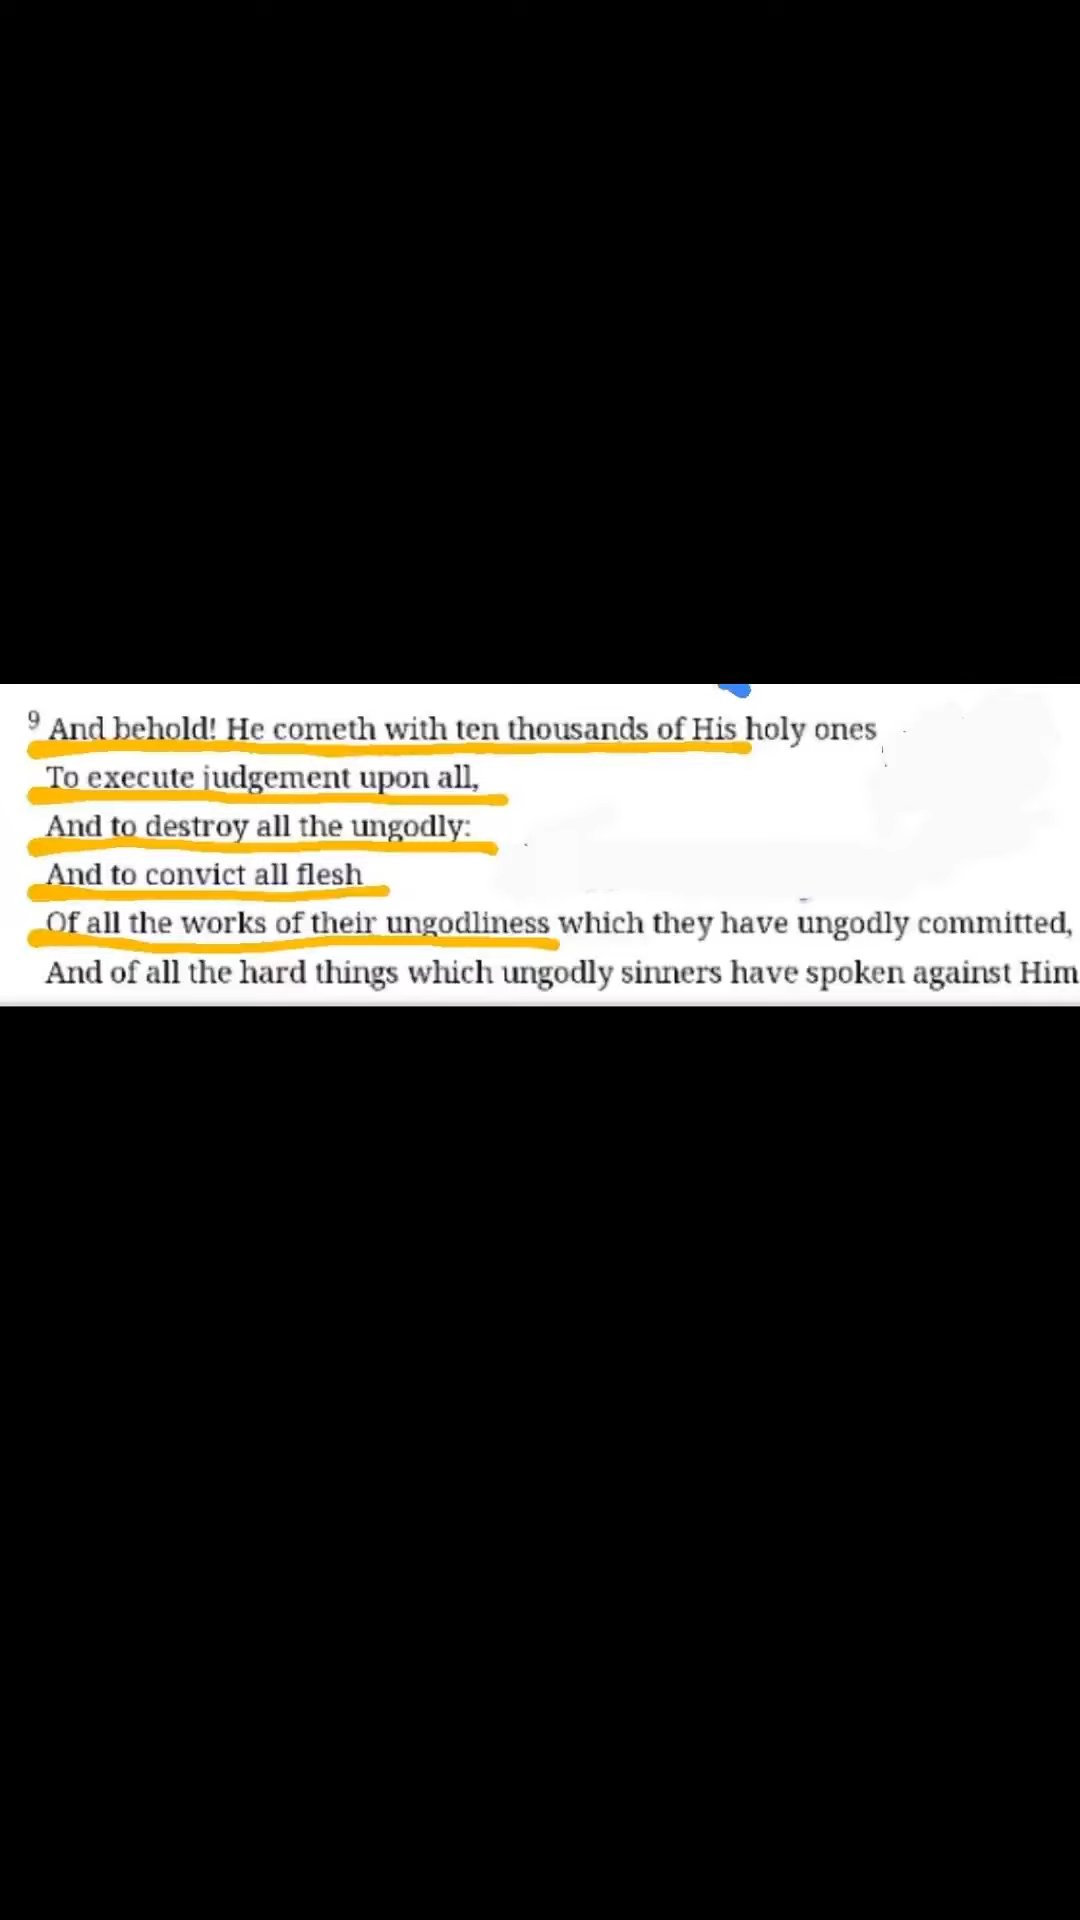 9 And behold! He cometh with ten thousands of His holy ones
To execute judgement upon all,
And to destroy all the ungodly:
And to convict all flesh
Of all the works of their ungodliness which they have ungodly committed,
And of all the hard things which ungodly sinners have spoken against Him